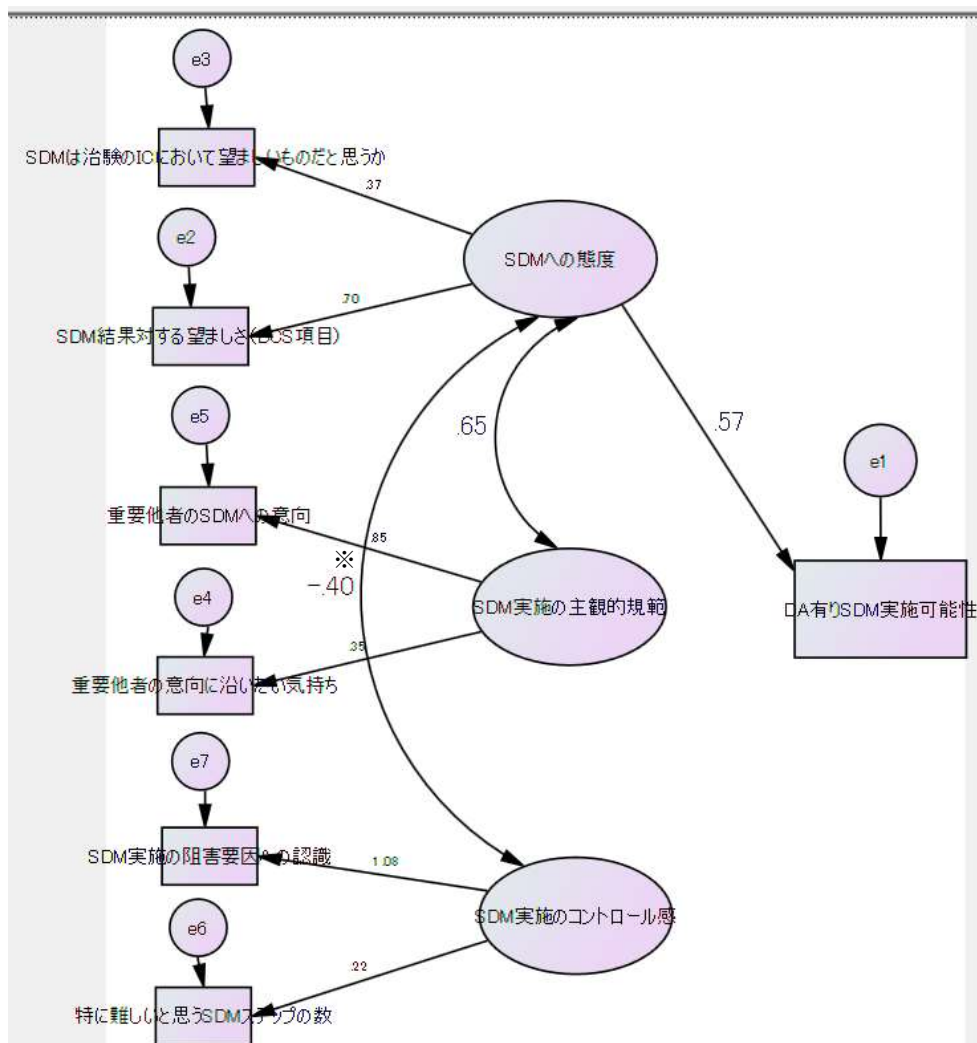 e3
SDMは治験のICにおいて望ましいものだと思うか
.37
e2
SDMへの態度
.70
SDM結果対する望ましさ(DCS項目)
e5
.65
.57
e1
重要他者のSDMへの意向
.85
※
-.40
e4
SDM実施の主観的規範
DA有りSDM実施可能性
.35
重要他者の意向に沿いたい気持ち
e7
SDM実施の阻害要因への認識
1.08
SDM実施のコントロール感
e6
.22
特に難しいと思うSDMステップの数